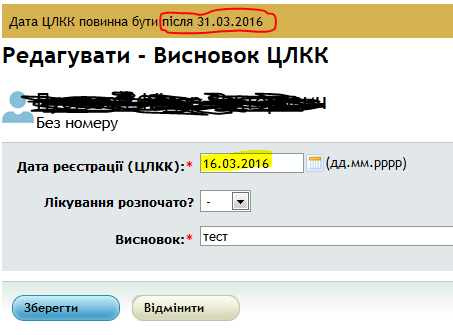 Дата ЦЛКК повинна бути після 31.03.2016
Редагувати - Висновок ЦЛКК
Без номеру
Дата реєстрації (ЦЛКК):* 16.03.2016 (дд.мм.рррр)
Лікування розпочато? -
Висновок:* тест
Зберегти Відмінити